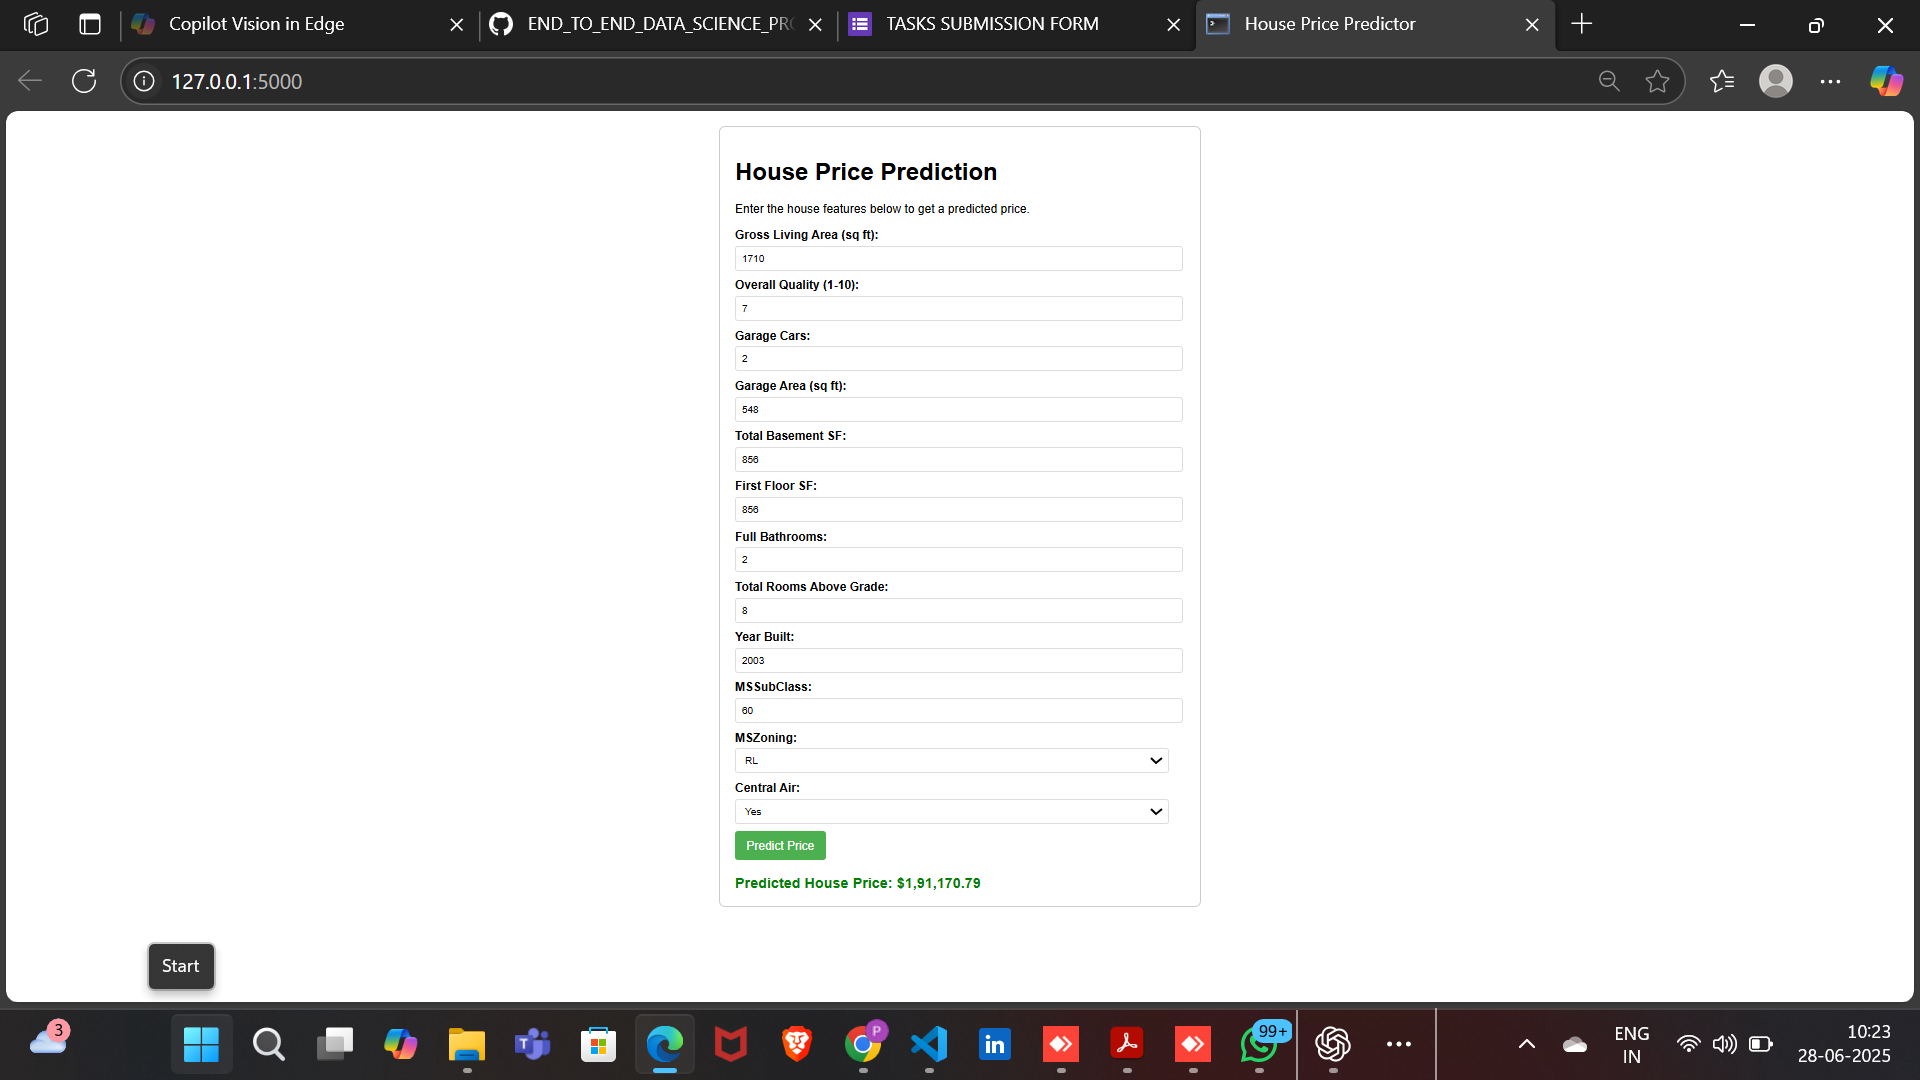 Copilot Vision in Edge
END_TO_END_DATA_SCIENCE_PRO
TASKS SUBMISSION FORM
House Price Predictor
127.0.0.1:5000
House Price Prediction
Enter the house features below to get a predicted price.
Gross Living Area (sq ft):
1710
Overall Quality (1-10):
7
Garage Cars:
2
Garage Area (sq ft):
548
Total Basement SF:
856
First Floor SF:
856
Full Bathrooms:
2
Total Rooms Above Grade:
8
Year Built:
2003
MSSubClass:
60
MSZoning:
RL
Central Air:
Yes
Predict Price
Predicted House Price: $1,91,170.79
Start
3
P
in
99+
ENG
IN
10:23
28-06-2025